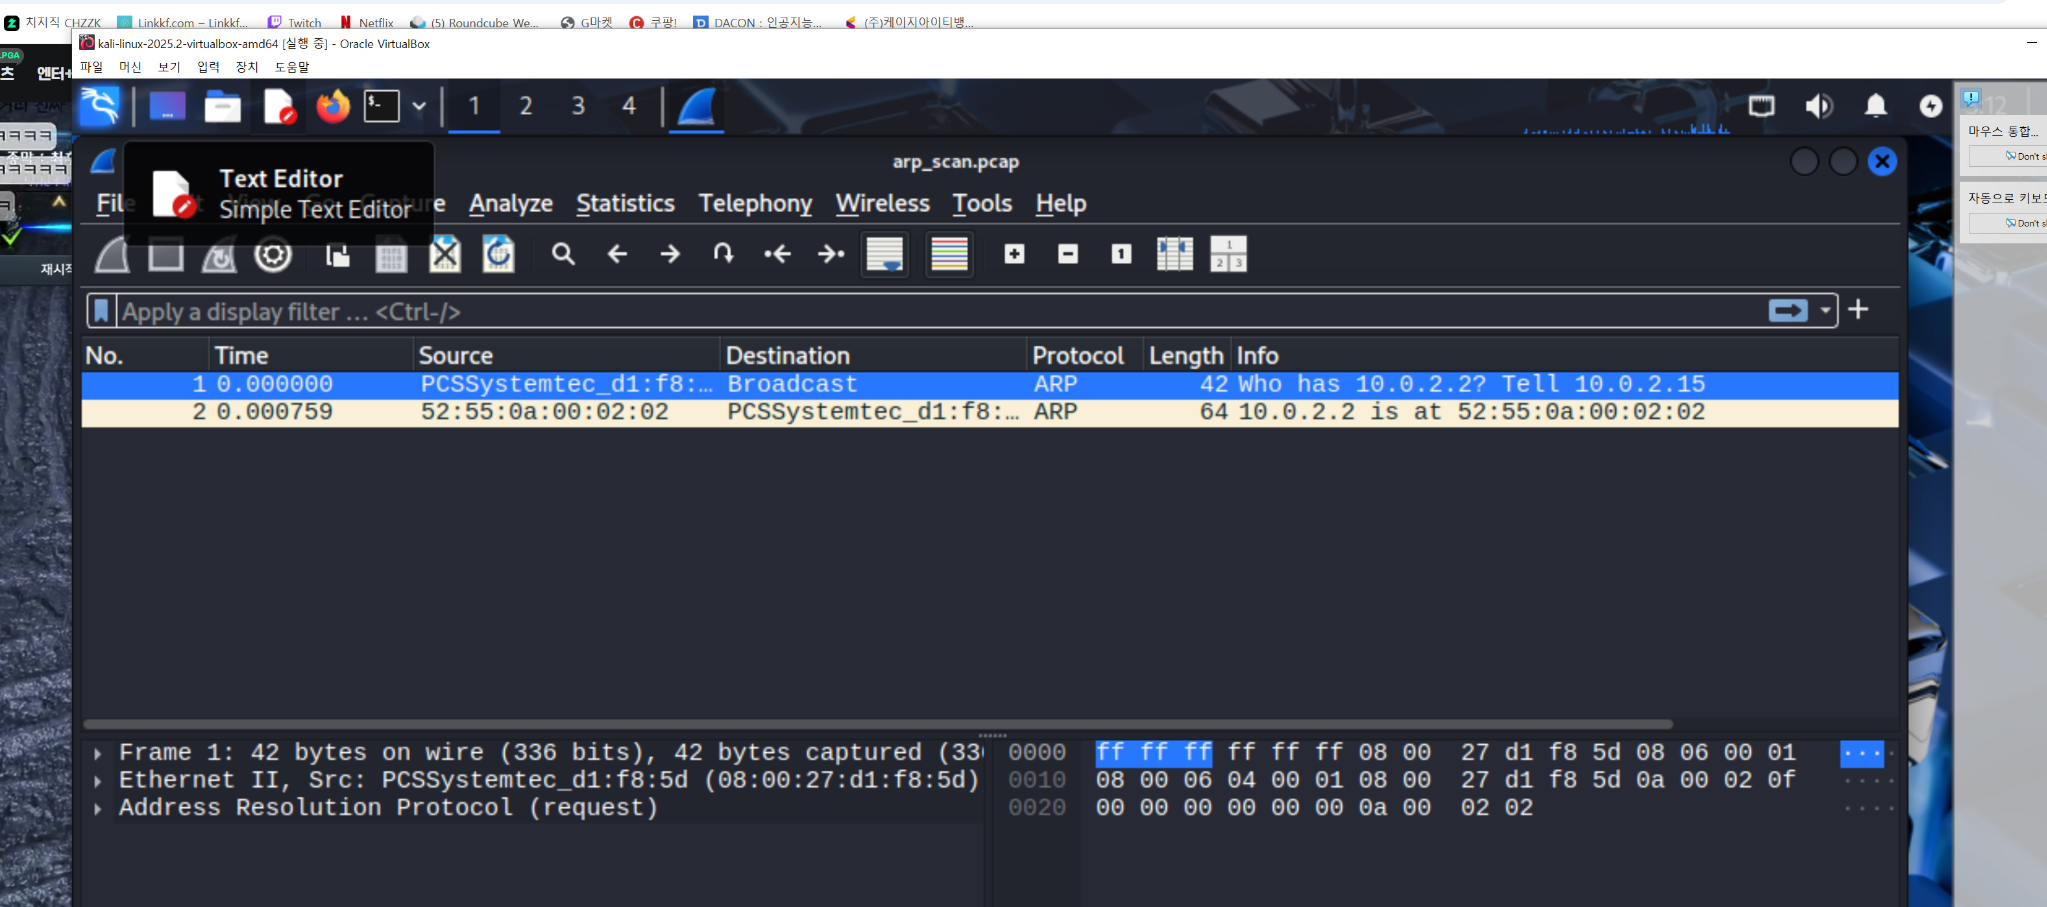 치지직 CHZZK
Linkkf.com – Linkkf...
Twitch
Netflix
(5) Roundcube We...
G마켓
쿠팡!
DACON : 인공지능...
(주)케이지아이티뱅...
kali-linux-2025.2-virtualbox-amd64 [실행 중] - Oracle VirtualBox
파일 머신 보기 입력 장치 도움말
엔터+
1 2 3 4
마우스 통합...
자동으로 키보드
arp_scan.pcap
Text Editor
Simple Text Editor
Analyze Statistics Telephony Wireless Tools Help
Apply a display filter ... <Ctrl-/>
No. Time Source Destination Protocol Length Info
1 0.000000 PCSSystemtec_d1:f8:... Broadcast ARP 42 Who has 10.0.2.2? Tell 10.0.2.15
2 0.000759 52:55:0a:00:02:02 PCSSystemtec_d1:f8:... ARP 64 10.0.2.2 is at 52:55:0a:00:02:02
Frame 1: 42 bytes on wire (336 bits), 42 bytes captured (33
Ethernet II, Src: PCSSystemtec_d1:f8:5d (08:00:27:d1:f8:5d)
Address Resolution Protocol (request)
0000 ff ff ff ff ff ff 08 00 27 d1 f8 5d 08 06 00 01
0010 08 00 06 04 00 01 08 00 27 d1 f8 5d 0a 00 02 0f
0020 00 00 00 00 00 00 0a 00 02 02